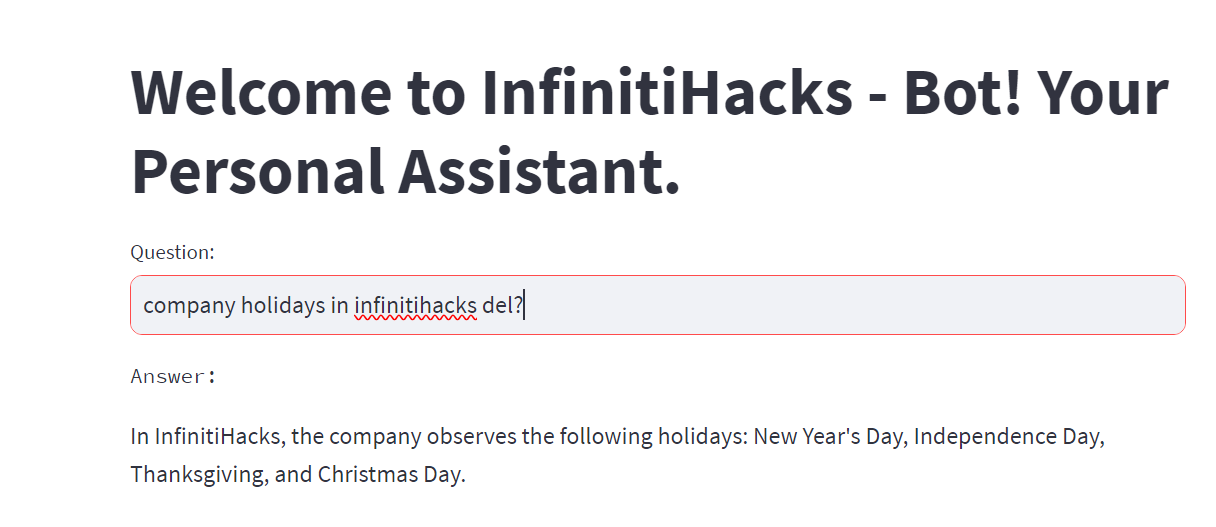 Welcome to InfinitiHacks - Bot! Your
Personal Assistant.
Question:
company holidays in infinitihacks del?
Answer:
In InfinitiHacks, the company observes the following holidays: New Year's Day, Independence Day,
Thanksgiving, and Christmas Day.